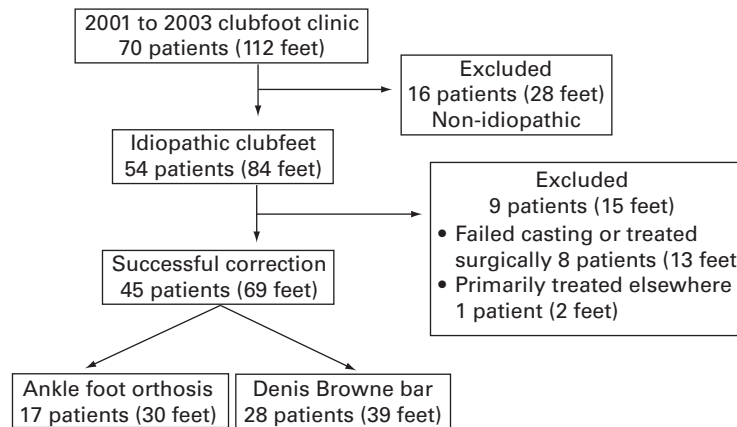 2001 to 2003 clubfoot clinic
70 patients (112 feet)
Excluded
16 patients (28 feet)
Non-idiopathic
Idiopathic clubfeet
54 patients (84 feet)
Excluded
9 patients (15 feet)
• Failed casting or treated
surgically 8 patients (13 feet
• Primarily treated elsewhere
1 patient (2 feet)
Successful correction
45 patients (69 feet)
Ankle foot orthosis
17 patients (30 feet)
Denis Browne bar
28 patients (39 feet)